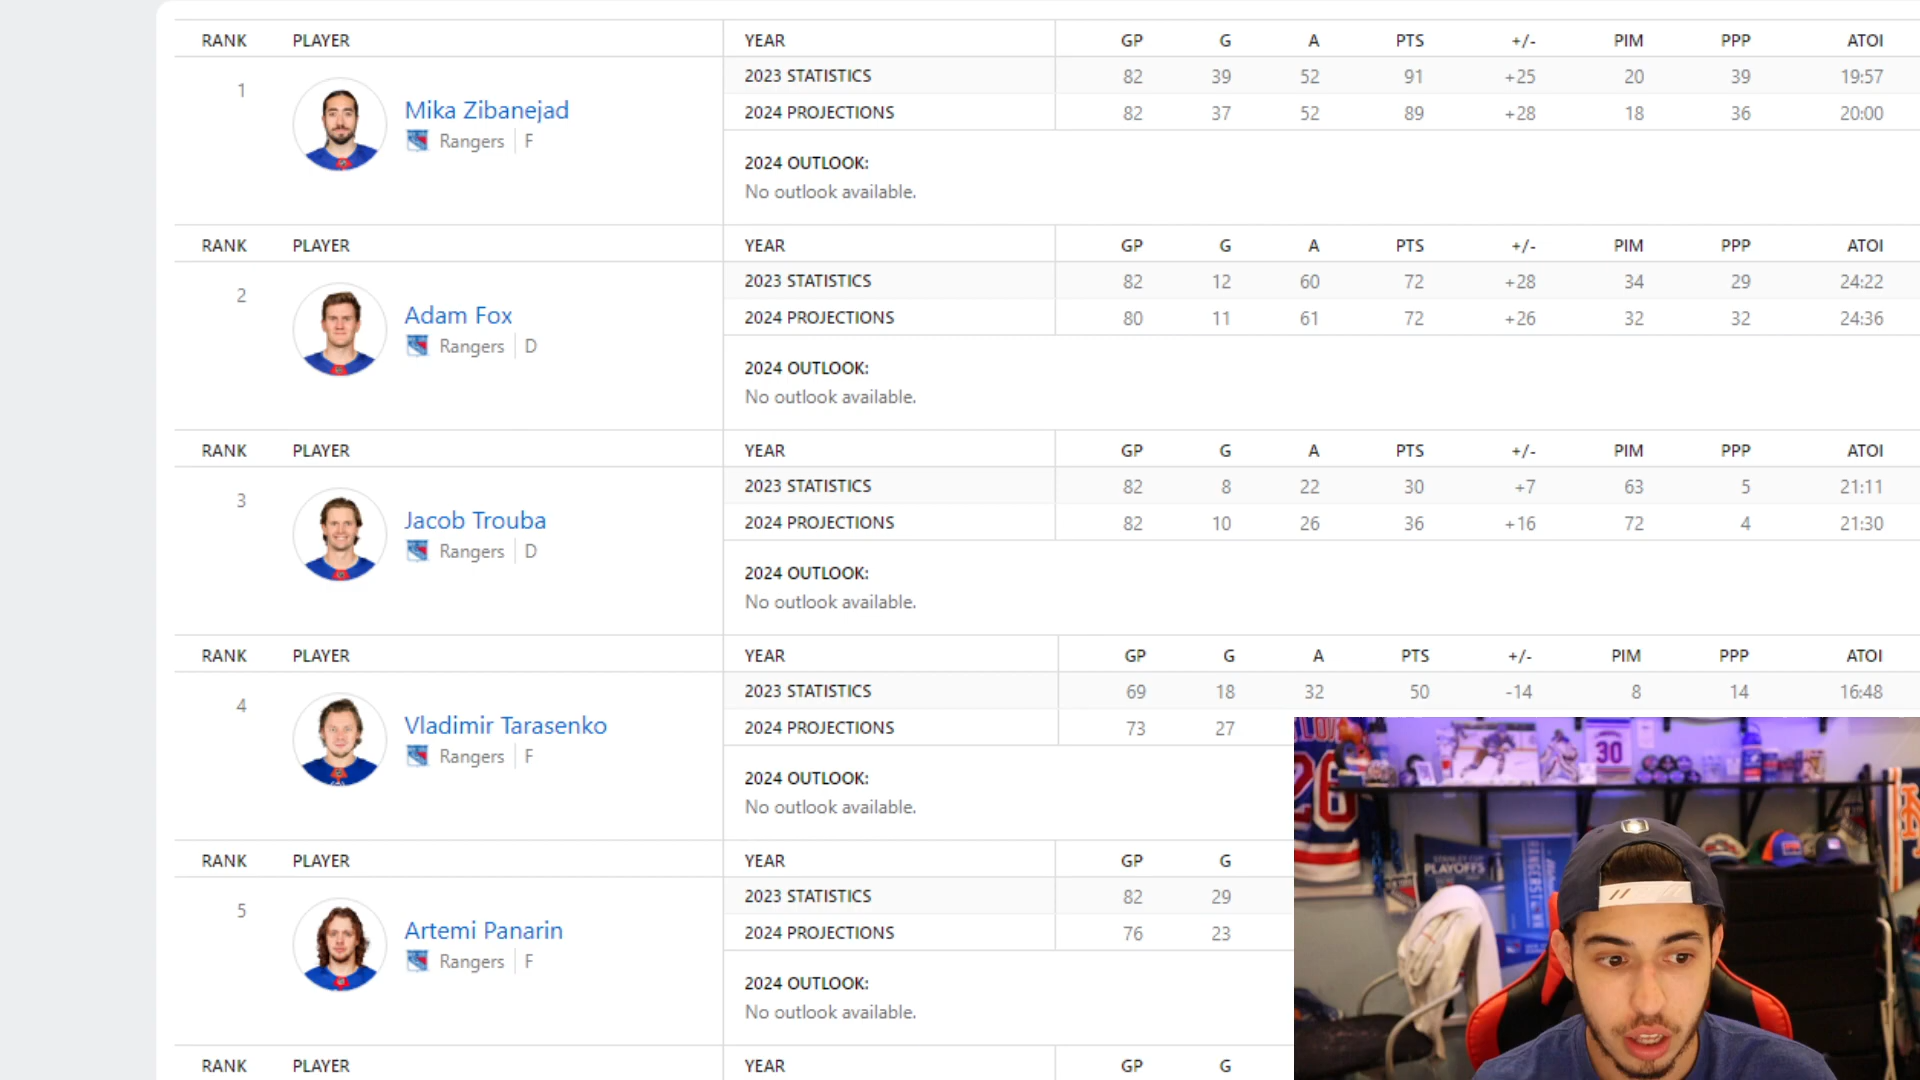 RANK PLAYER YEAR GP G A PTS +/- PIM PPP ATOI
1 2023 STATISTICS 82 39 52 91 +25 20 39 19:57
Mika Zibanejad 2024 PROJECTIONS 82 37 52 89 +28 18 36 20:00
Rangers F
2024 OUTLOOK:
No outlook available.
RANK PLAYER YEAR GP G A PTS +/- PIM PPP ATOI
2 2023 STATISTICS 82 12 60 72 +28 34 29 24:22
Adam Fox 2024 PROJECTIONS 80 11 61 72 +26 32 32 24:36
Rangers D
2024 OUTLOOK:
No outlook available.
RANK PLAYER YEAR GP G A PTS +/- PIM PPP ATOI
3 2023 STATISTICS 82 8 22 30 +7 63 5 21:11
Jacob Trouba 2024 PROJECTIONS 82 10 26 36 +16 72 4 21:30
Rangers D
2024 OUTLOOK:
No outlook available.
RANK PLAYER YEAR GP G A PTS +/- PIM PPP ATOI
4 2023 STATISTICS 69 18 32 50 -14 8 14 16:48
Vladimir Tarasenko 2024 PROJECTIONS 73 27
Rangers F
2024 OUTLOOK:
No outlook available.
RANK PLAYER YEAR GP G
5 2023 STATISTICS 82 29
Artemi Panarin 2024 PROJECTIONS 76 23
Rangers F
2024 OUTLOOK:
No outlook available.
RANK PLAYER YEAR GP G
30
26
PLAYOFFS
RANGERS